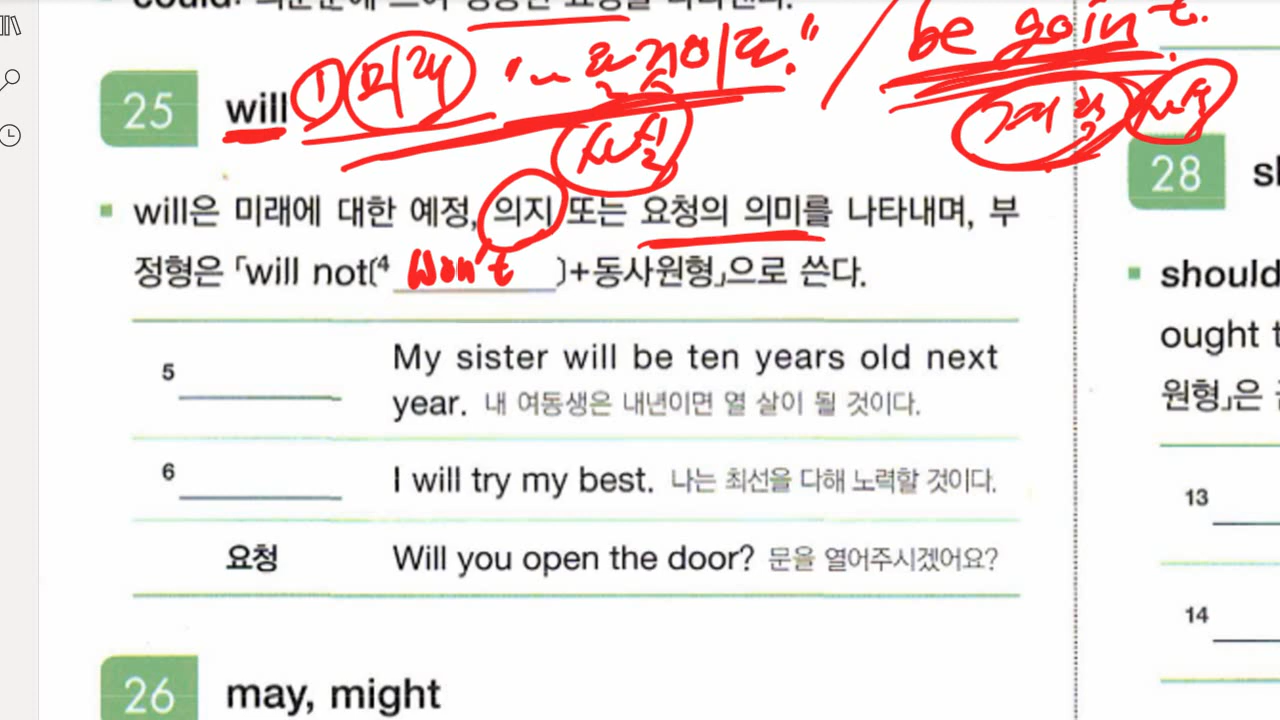 ① 미래 "~할 것이다." / be going t.
25 will
사실
계획 사용
will은 미래에 대한 예정, 의지 또는 요청의 의미를 나타내며, 부
정형은 「will not(⁴ won't )+동사원형」으로 쓴다.
5 My sister will be ten years old next
year. 내 여동생은 내년이면 열 살이 될 것이다.
6 I will try my best. 나는 최선을 다해 노력할 것이다.
요청 Will you open the door? 문을 열어주시겠어요?
26 may, might
28
should
ought
원형」은
13
14